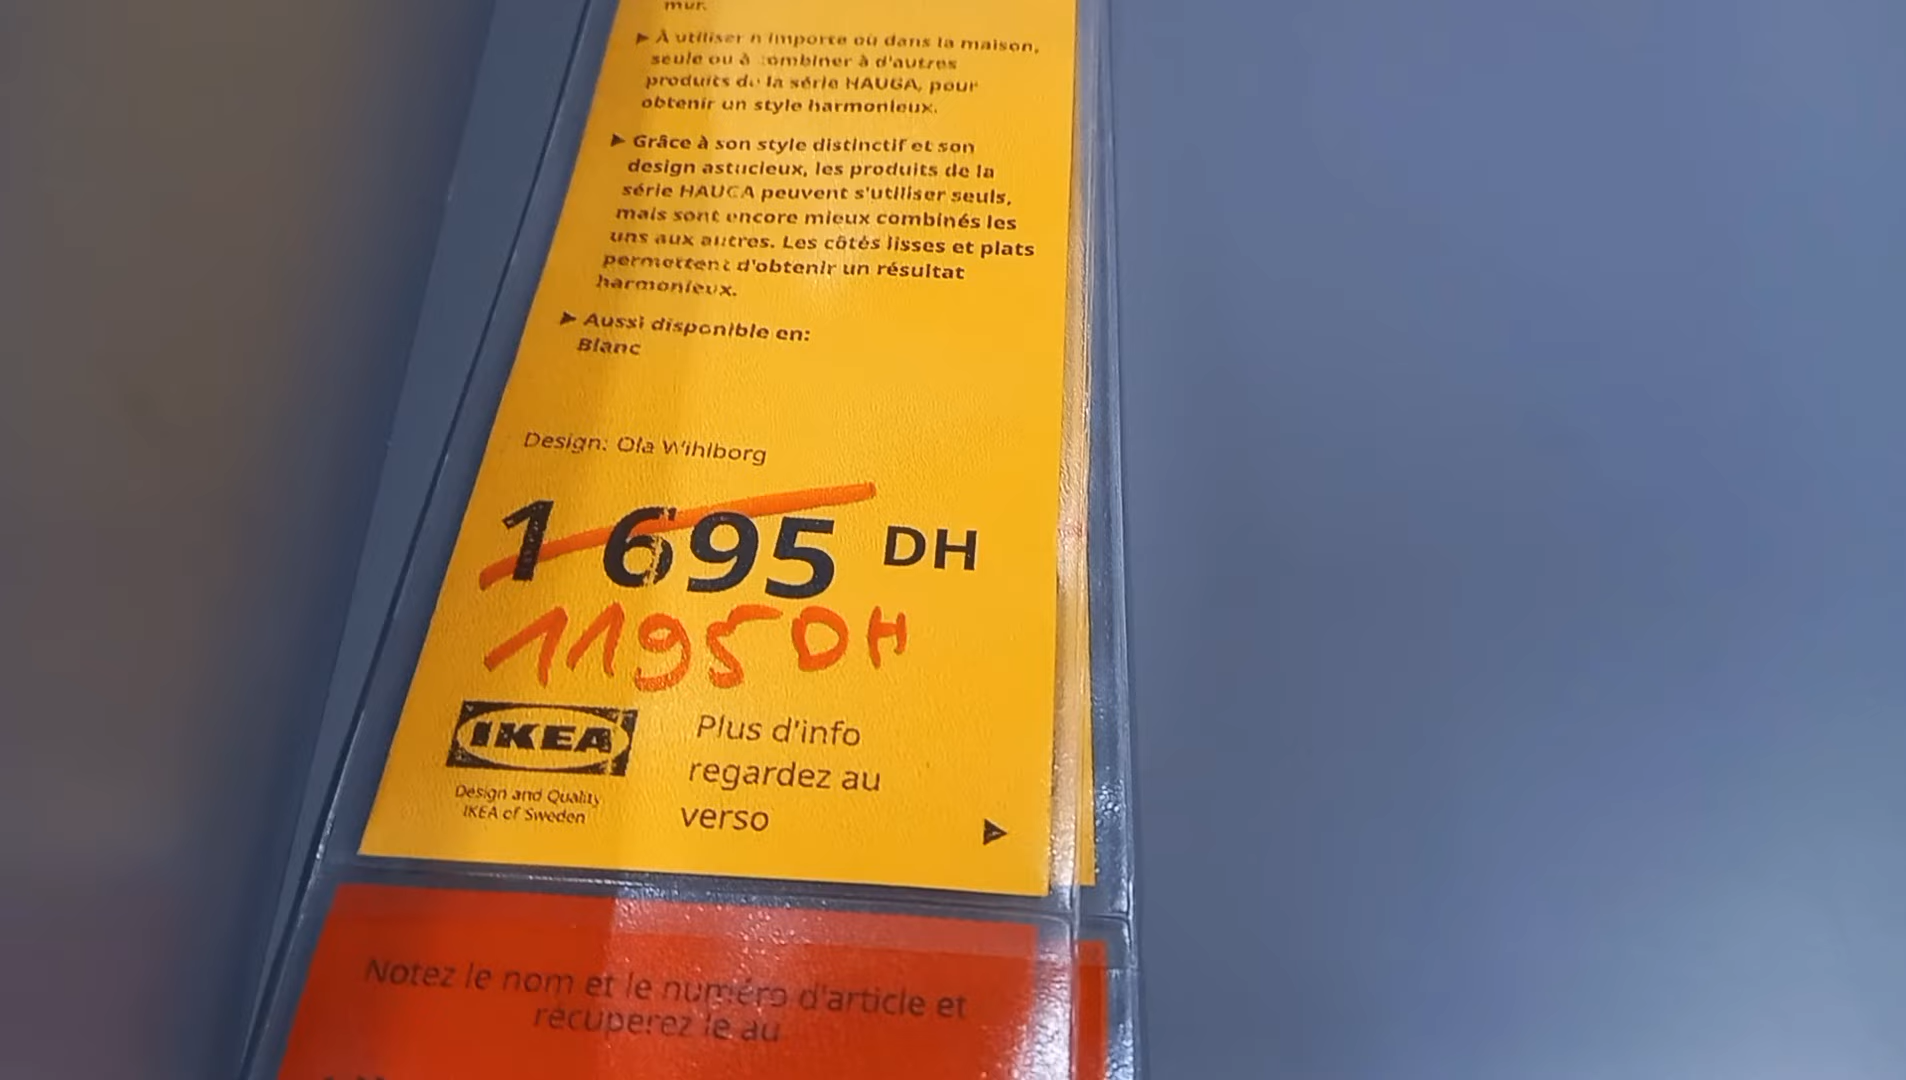 mur.
▶ À utiliser n'importe où dans la maison,
seule ou à combiner à d'autres
produits de la série HAUGA, pour
obtenir un style harmonieux.
▶ Grâce à son style distinctif et son
design astucieux, les produits de la
série HAUGA peuvent s'utiliser seuls,
mais sont encore mieux combinés les
uns aux autres. Les côtés lisses et plats
permettent d'obtenir un résultat
harmonieux.
▶ Aussi disponible en:
Blanc
Design: Ola Wihlborg
1 695 DH
1195 DH
IKEA
Design and Quality
IKEA of Sweden
Plus d'info
regardez au
verso
Notez le nom et le numéro d'article et
récuperez le au